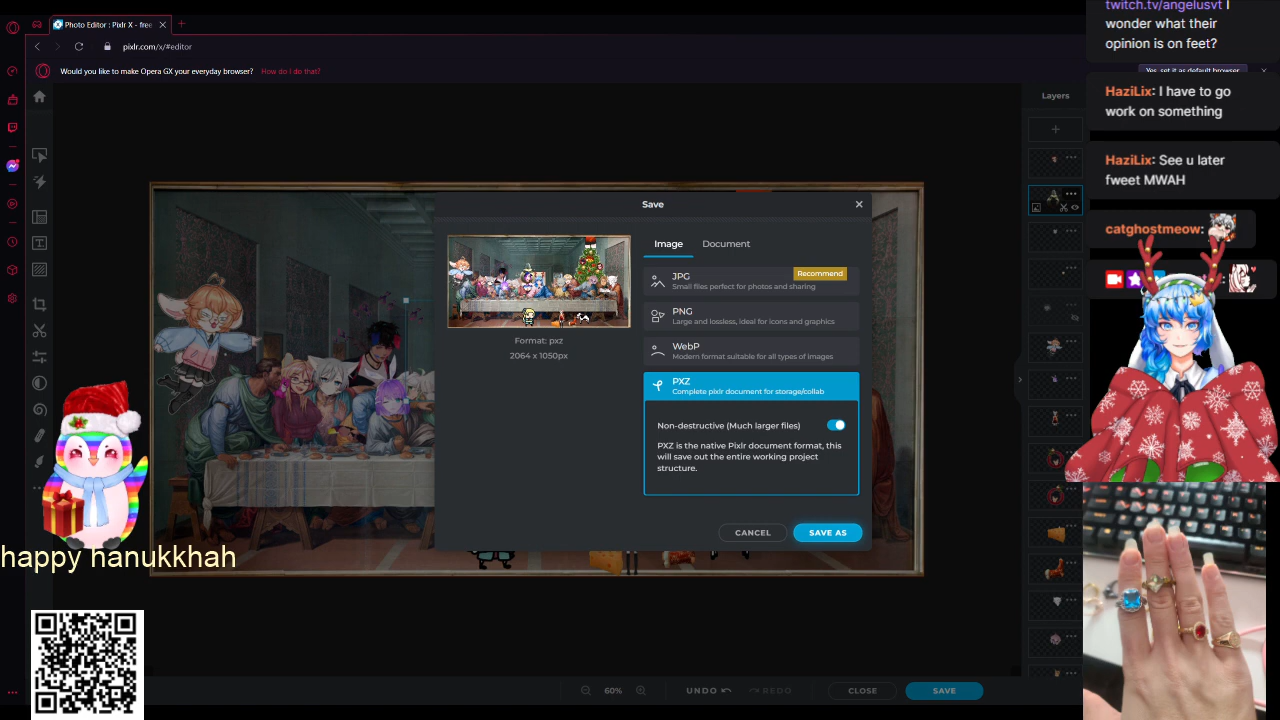 Photo Editor : Pixlr X - free
pixlr.com/x/#editor
Would you like to make Opera GX your everyday browser? How do I do that?
Yes, set it as default browser
Layers
Save
Image
Document
JPG
Recommend
Small files perfect for photos and sharing
PNG
Large and lossless, ideal for icons and graphics
WebP
Modern format suitable for all types of images
PXZ
Complete pixlr document for storage/collab
Non-destructive (Much larger files)
PXZ is the native Pixlr document format, this
will save out the entire working project
structure.
Format: pxz
2064 x 1050px
CANCEL
SAVE AS
60%
UNDO
REDO
CLOSE
SAVE
happy hanukkhah
twitch.tv/angelusvt I
wonder what their
opinion is on feet?
HaziLix: I have to go
work on something
HaziLix: See u later
fweet MWAH
catghostmeow: